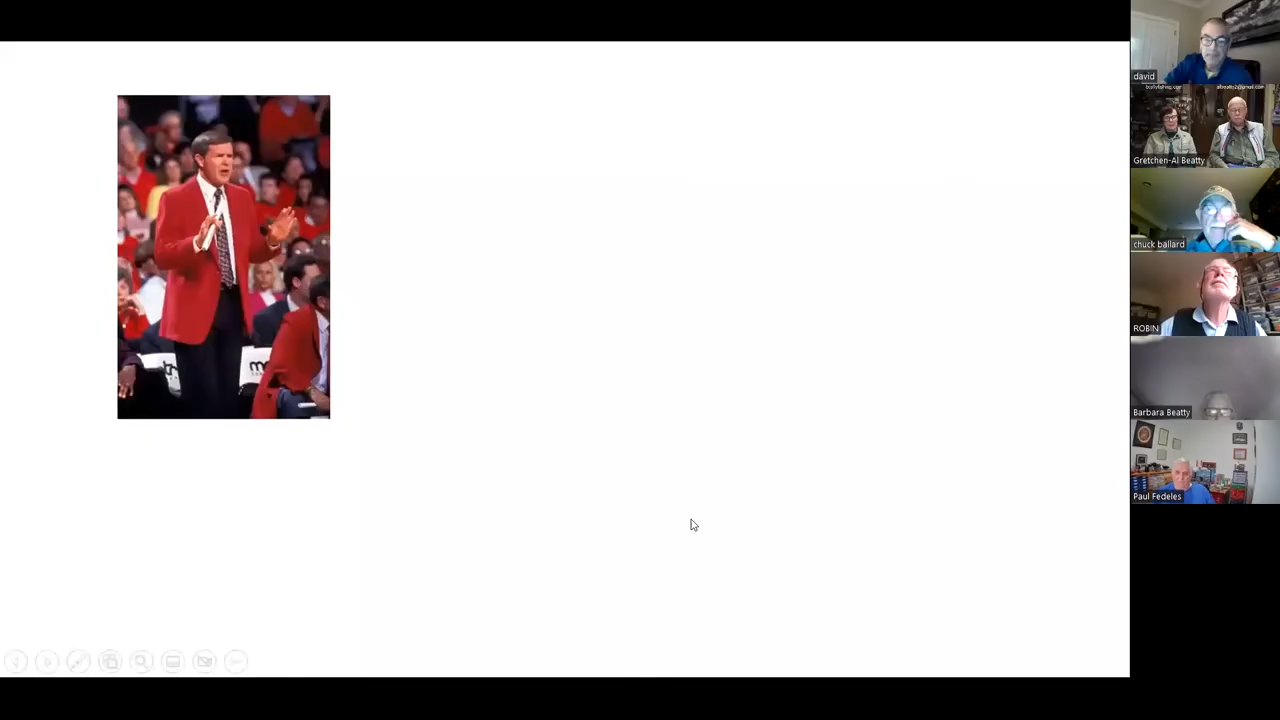 david
Gretchen-Al Beatty
chuck ballard
ROBIN
Barbara Beatty
Paul Fedeles